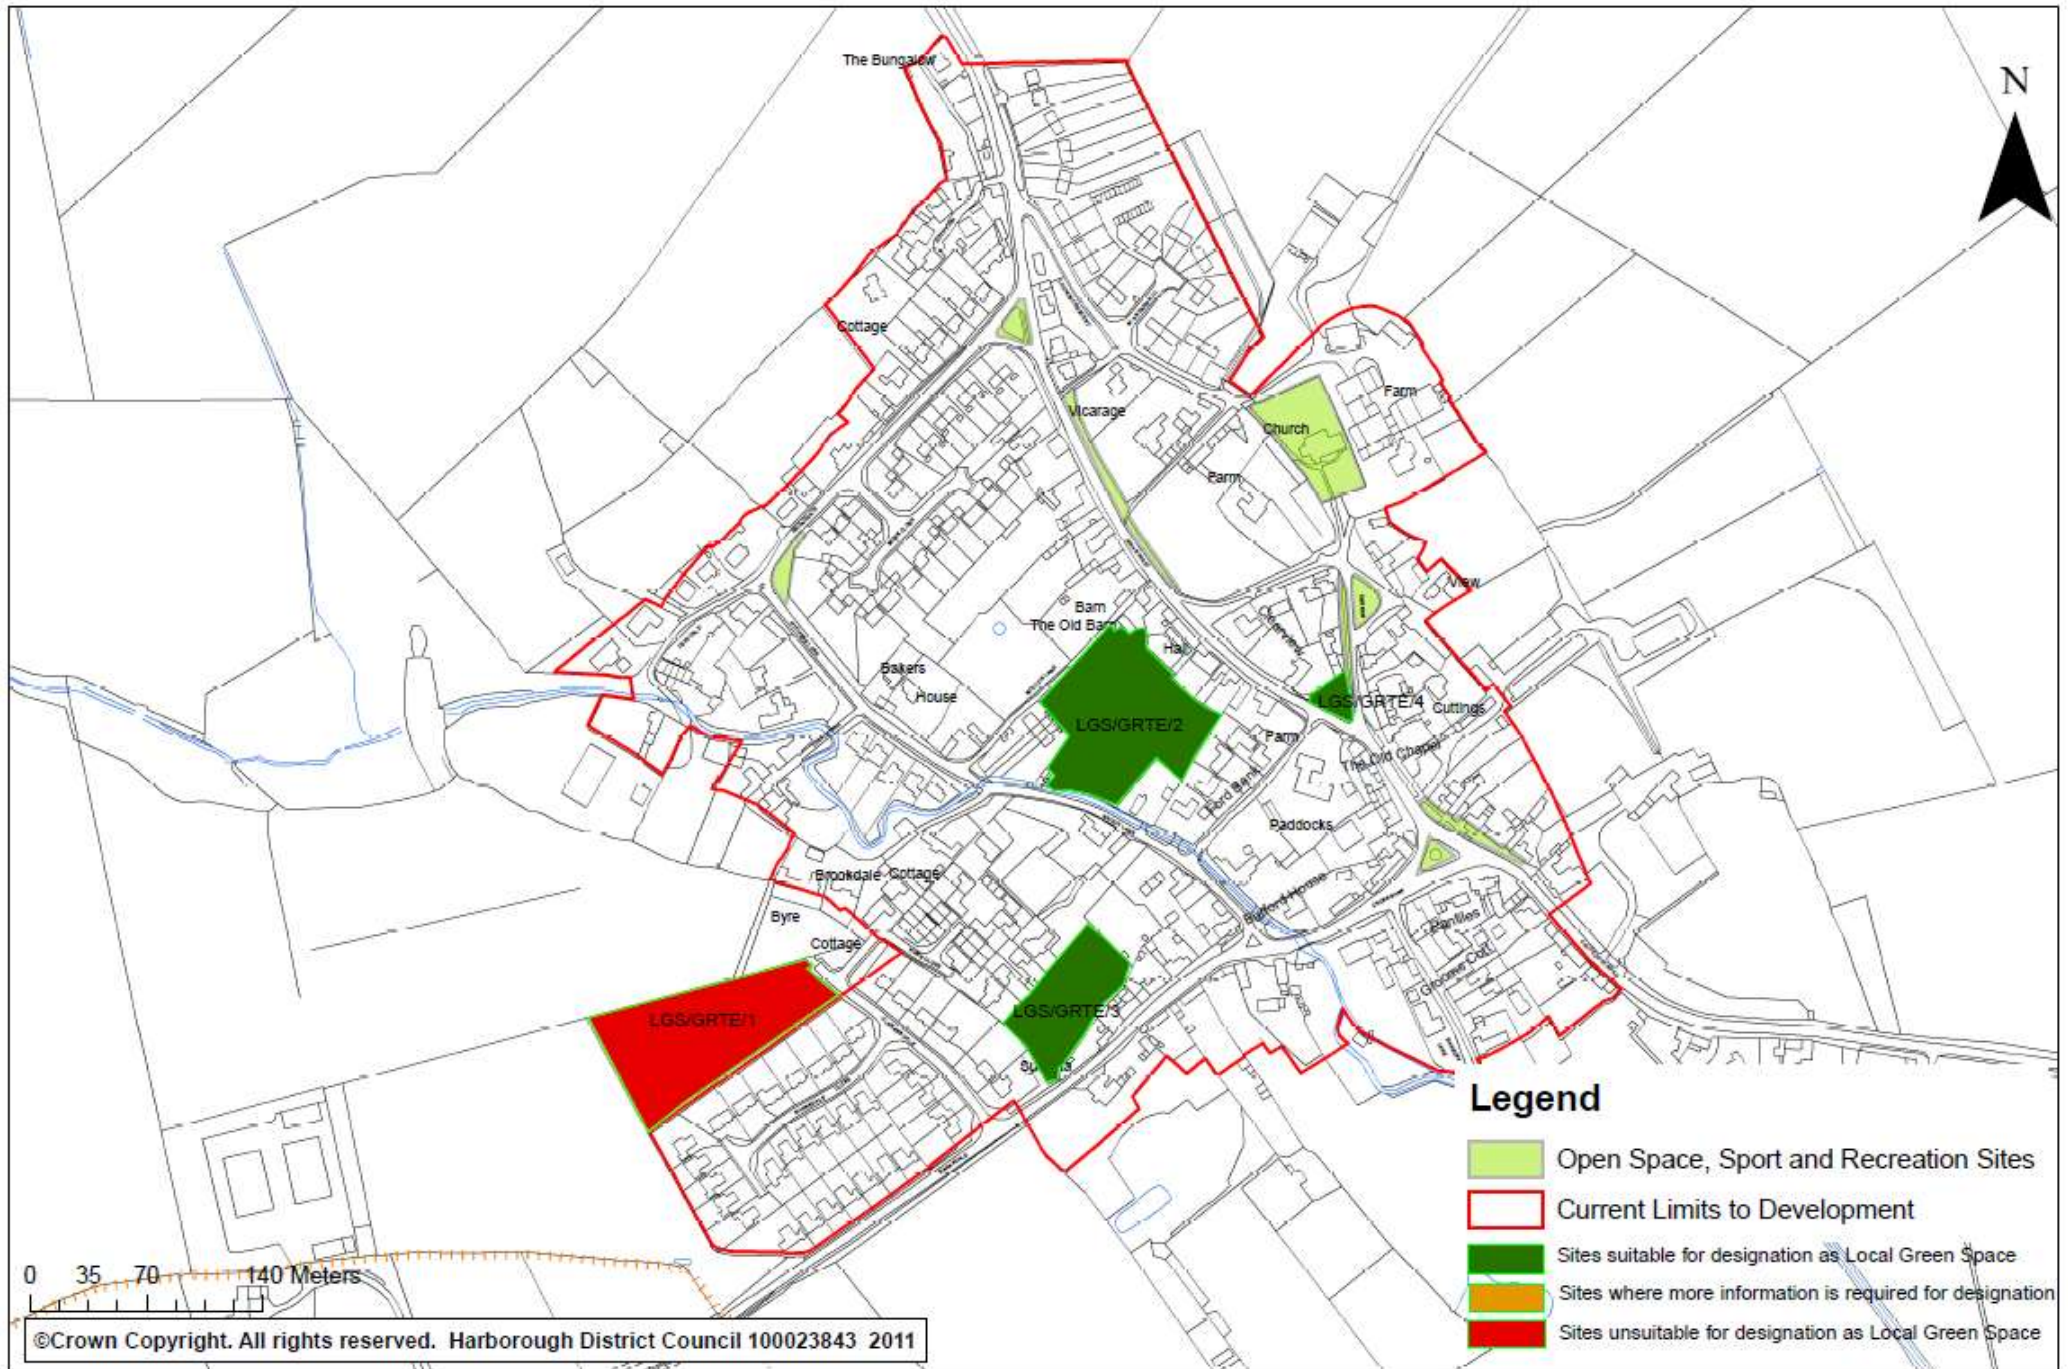 The Bungalow
N
Cottage
Vicarage
Farm
Church
Farm
View
Barn
The Old Barn
Hall
Bakers
House
LGS/GRTE/2
LGS/GRTE/4
Cuttings
Farm
The Old Chapel
Ford Bank
Paddocks
Brookdale
Cottage
Burford House
Byre
Pantiles
Cottage
Grooms Cott
LGS/GRTE/1
LGS/GRTE/3
Legend
Open Space, Sport and Recreation Sites
Current Limits to Development
Sites suitable for designation as Local Green Space
Sites where more information is required for designation
Sites unsuitable for designation as Local Green Space
0 35 70 140 Meters
©Crown Copyright. All rights reserved. Harborough District Council 100023843 2011